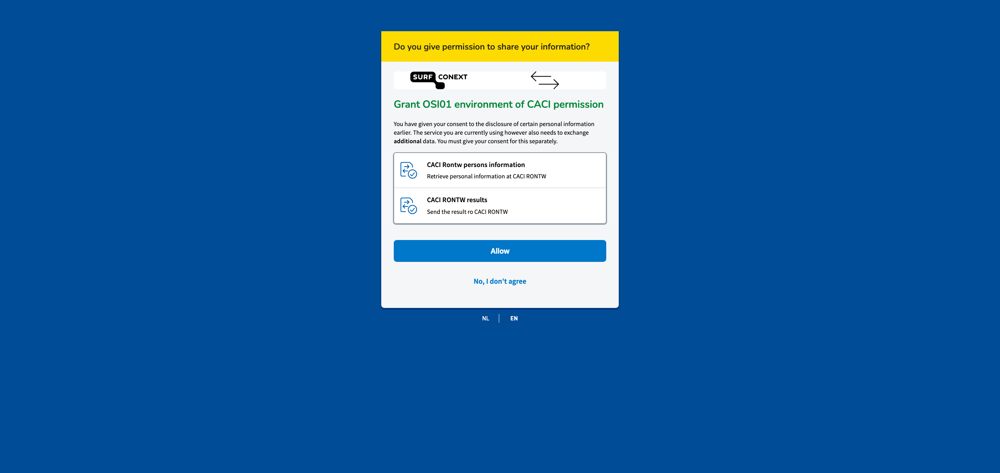 Do you give permission to share your information?
SURF CONEXT
Grant OSI01 environment of CACI permission
You have given your consent to the disclosure of certain personal information
earlier. The service you are currently using however also needs to exchange
additional data. You must give your consent for this separately.
CACI Rontw persons information
Retrieve personal information at CACI RONTW
CACI RONTW results
Send the result ro CACI RONTW
Allow
No, I don't agree
NL | EN